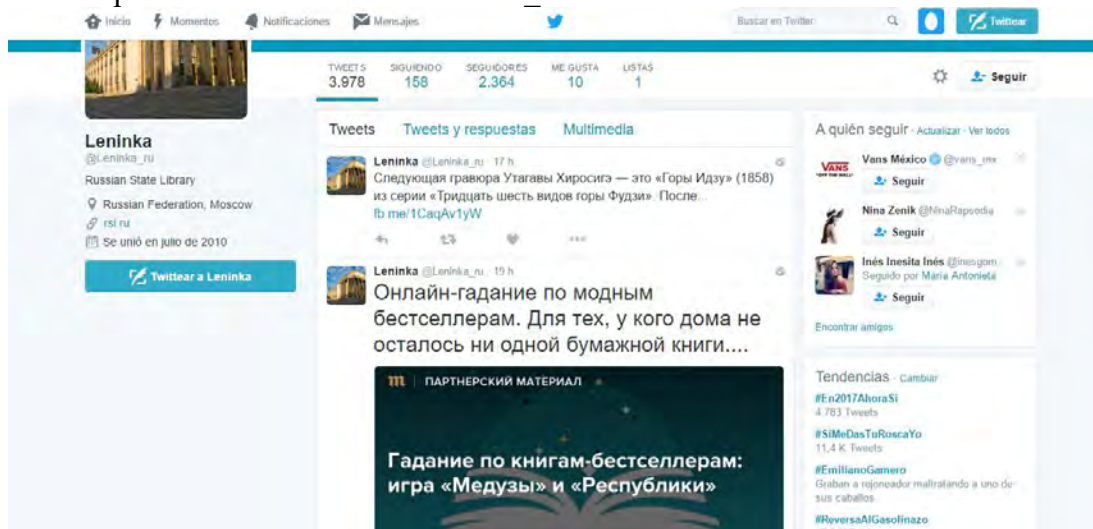 Inicio Momentos Notificaciones Mensajes Buscar en Twitter Twittear
TWEETS SIGUIENDO SEGUIDORES ME GUSTA LISTAS
3.978 158 2.364 10 1
Seguir
Leninka
@Leninka_ru
Russian State Library
Russian Federation, Moscow
rsl.ru
Se unió en julio de 2010
Twittear a Leninka
Tweets Tweets y respuestas Multimedia
Leninka @Leninka_ru 17 h
Следующая гравюра Утагавы Хиросигэ — это «Горы Идзу» (1858)
из серии «Тридцать шесть видов горы Фудзи». После...
fb.me/1CaqAv1yW
Leninka @Leninka_ru 19 h
Онлайн-гадание по модным
бестселлерам. Для тех, у кого дома не
осталось ни одной бумажной книги....
m ПАРТНЕРСКИЙ МАТЕРИАЛ
Гадание по книгам-бестселлерам:
игра «Медузы» и «Республики»
A quién seguir · Actualizar · Ver todos
VANS
Vans México @vans_mx
Seguir
Nina Zenik @NinaRapsodia
Seguir
Inés Inesita Inés @inesgom
Seguido por María Antonieta
Seguir
Encontrar amigos
Tendencias · Cambiar
#En2017AhoraSi
4.783 Tweets
#SiMeDasTuRoscaYo
11,4 K Tweets
#EmilianoGamero
Graban a rejoneador maltratando a uno de
sus caballos
#ReversaAlGasolinazo